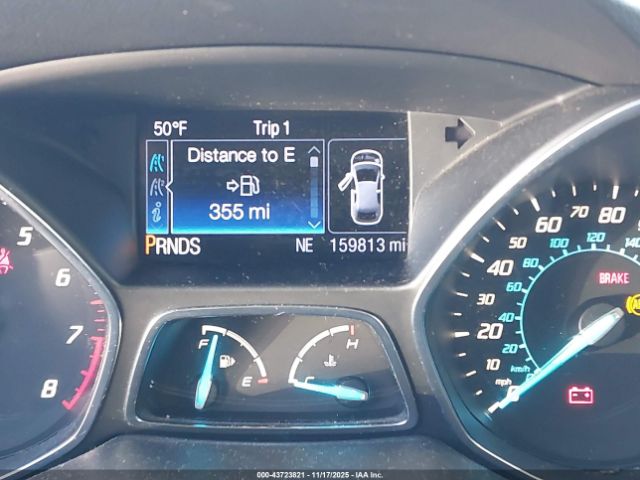 50°F Trip 1
Distance to E
355 mi
PRNDS NE 159813 mi
5
6
7
8
F
E
H
C
80
70
60
50
40
30
20
10
0
mph
140
120
100
80
60
40
20
km/h
BRAKE
000-43723821 | 11/17/2025 - IAA Inc.